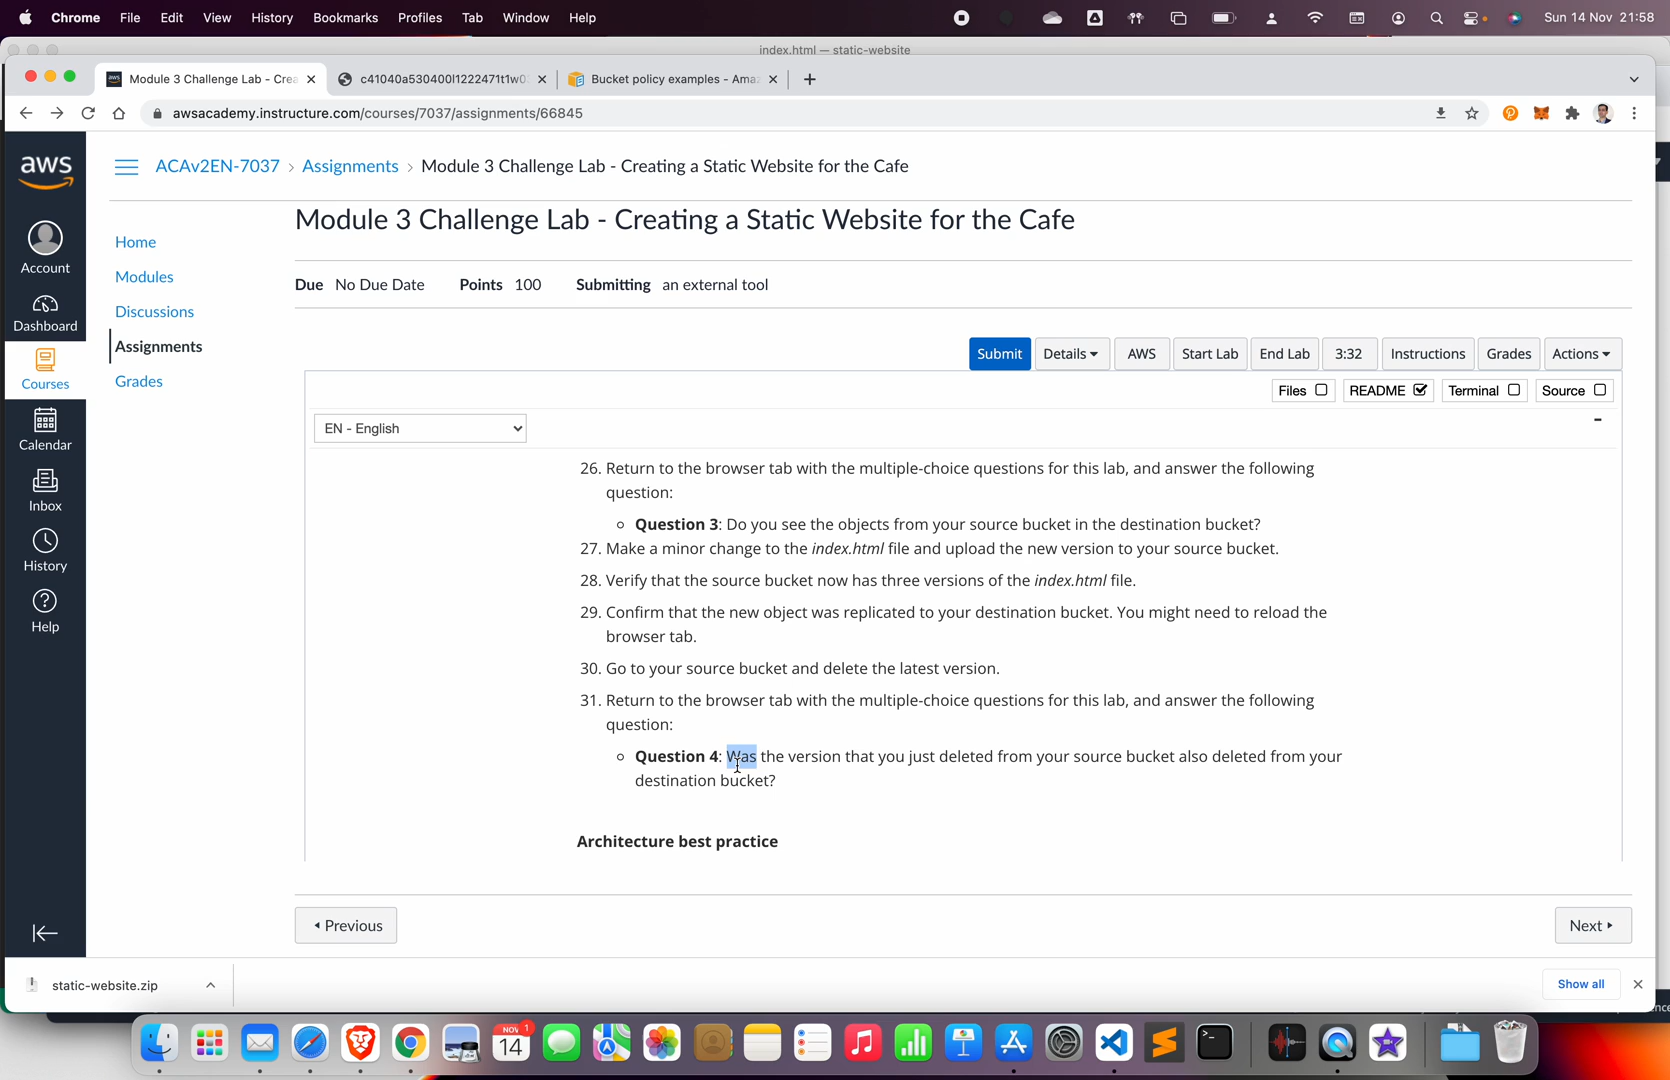 Chrome File Edit View History Bookmarks Profiles Tab Window Help Sun 14 Nov 21:58
index.html — static-website
Module 3 Challenge Lab - Crea c41040a530400l1222471t1w0 Bucket policy examples - Amaz
awsacademy.instructure.com/courses/7037/assignments/66845
aws
Account
Dashboard
Courses
Calendar
Inbox
History
Help
ACAv2EN-7037 > Assignments > Module 3 Challenge Lab - Creating a Static Website for the Cafe
Home
Modules
Discussions
Assignments
Grades
Module 3 Challenge Lab - Creating a Static Website for the Cafe
Due No Due Date Points 100 Submitting an external tool
Submit Details AWS Start Lab End Lab 3:32 Instructions Grades Actions
Files README Terminal Source
EN - English
26. Return to the browser tab with the multiple-choice questions for this lab, and answer the following
question:
Question 3: Do you see the objects from your source bucket in the destination bucket?
27. Make a minor change to the index.html file and upload the new version to your source bucket.
28. Verify that the source bucket now has three versions of the index.html file.
29. Confirm that the new object was replicated to your destination bucket. You might need to reload the
browser tab.
30. Go to your source bucket and delete the latest version.
31. Return to the browser tab with the multiple-choice questions for this lab, and answer the following
question:
Question 4: Was the version that you just deleted from your source bucket also deleted from your
destination bucket?
Architecture best practice
Previous Next
static-website.zip Show all
NOV 1
14